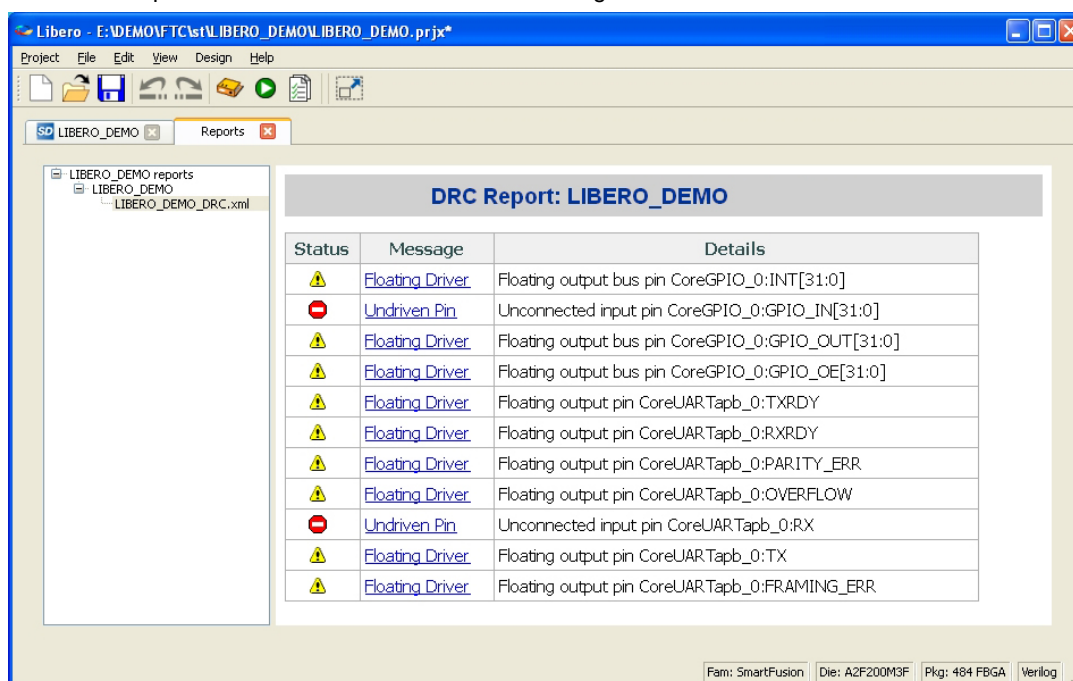 Libero - E:\DEMO\FTC\st\LIBERO_DEMO\LIBERO_DEMO.prjx*
Project File Edit View Design Help
SD LIBERO_DEMO Reports
LIBERO_DEMO reports
LIBERO_DEMO
LIBERO_DEMO_DRC.xml
DRC Report: LIBERO_DEMO
Status Message Details
Floating Driver Floating output bus pin CoreGPIO_0:INT[31:0]
Undriven Pin Unconnected input pin CoreGPIO_0:GPIO_IN[31:0]
Floating Driver Floating output bus pin CoreGPIO_0:GPIO_OUT[31:0]
Floating Driver Floating output bus pin CoreGPIO_0:GPIO_OE[31:0]
Floating Driver Floating output pin CoreUARTapb_0:TXRDY
Floating Driver Floating output pin CoreUARTapb_0:RXRDY
Floating Driver Floating output pin CoreUARTapb_0:PARITY_ERR
Floating Driver Floating output pin CoreUARTapb_0:OVERFLOW
Undriven Pin Unconnected input pin CoreUARTapb_0:RX
Floating Driver Floating output pin CoreUARTapb_0:TX
Floating Driver Floating output pin CoreUARTapb_0:FRAMING_ERR
Fam: SmartFusion Die: A2F200M3F Pkg: 484 FBGA Verilog